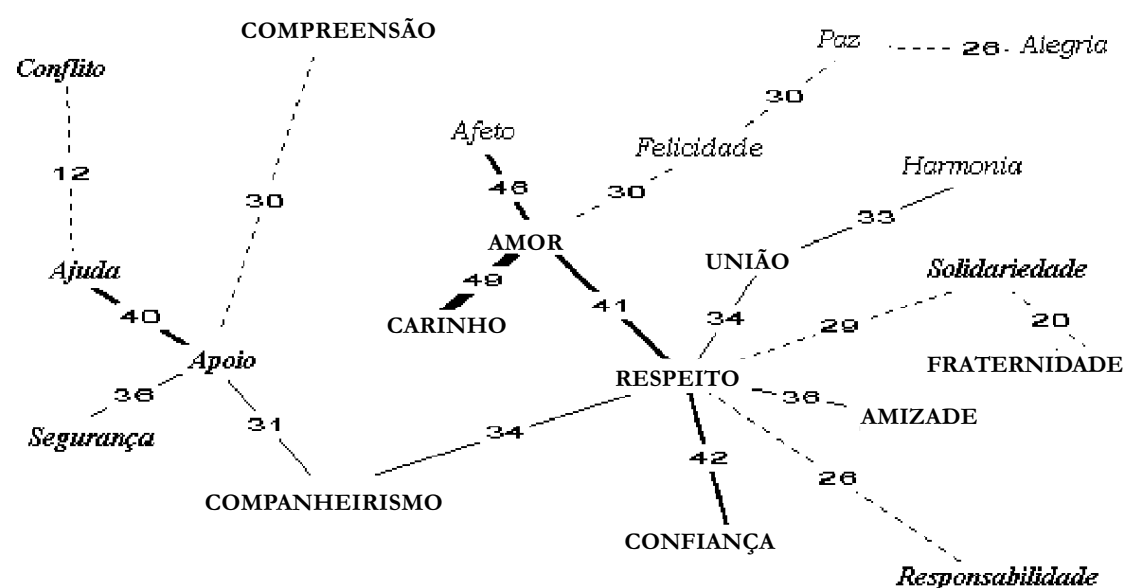 COMPREENSÃO
Paz
26
Alegria
Conflito
30
Afeto
Felicidade
Harmonia
12
46
30
30
33
AMOR
UNIÃO
Ajuda
49
Solidariedade
40
41
34
29
20
CARINHO
Apoio
RESPEITO
FRATERNIDADE
36
36
AMIZADE
Segurança
31
34
42
26
COMPANHEIRISMO
CONFIANÇA
Responsabilidade